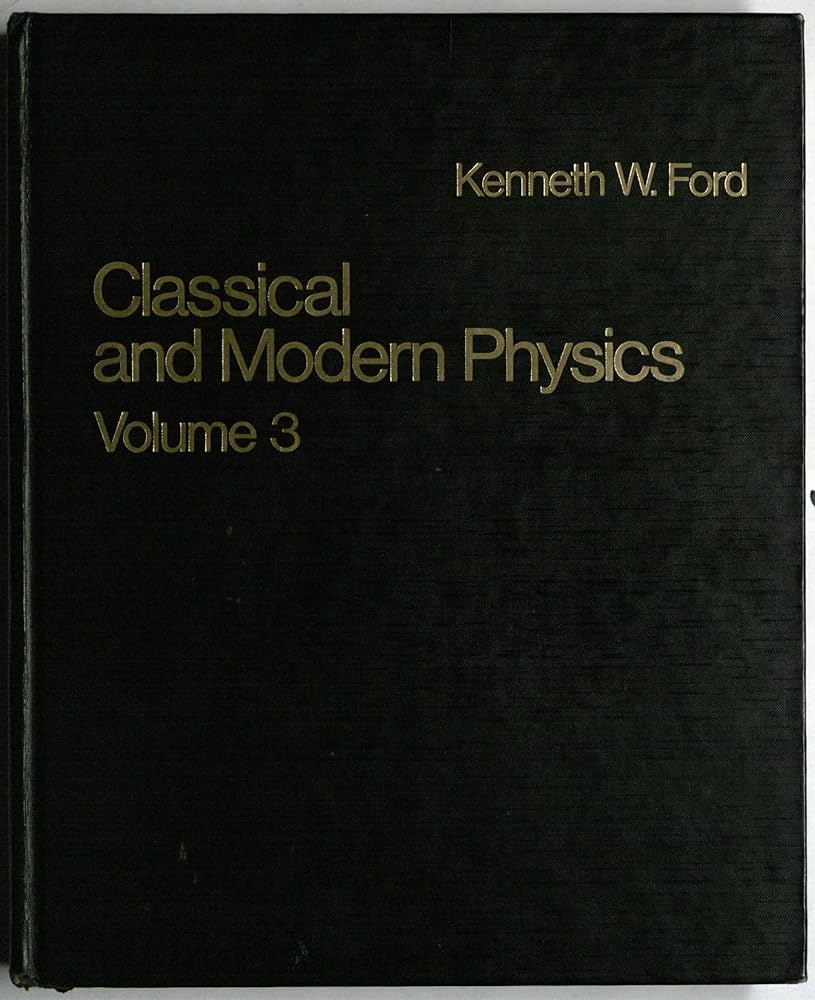 Kenneth W. Ford
Classical
and Modern Physics
Volume 3